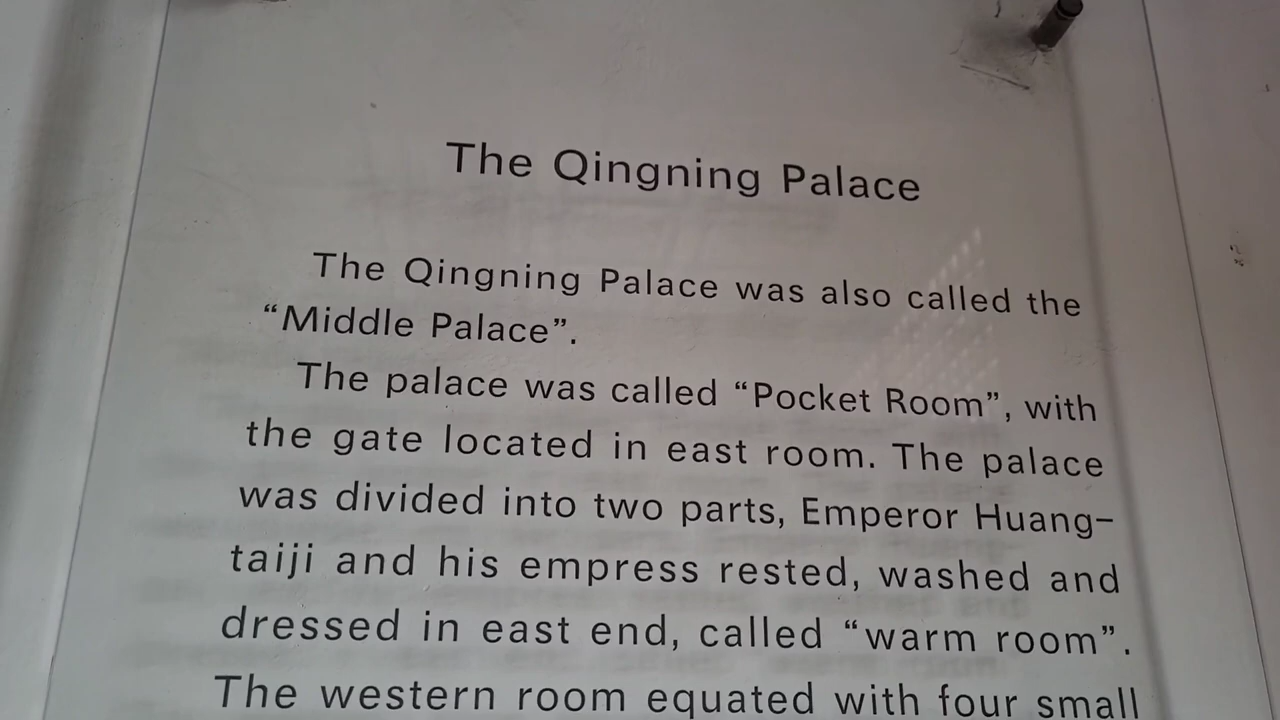 The Qingning Palace
The Qingning Palace was also called the
“Middle Palace”.
The palace was called “Pocket Room”, with
the gate located in east room. The palace
was divided into two parts, Emperor Huang-
taiji and his empress rested, washed and
dressed in east end, called “warm room”.
The western room equated with four small